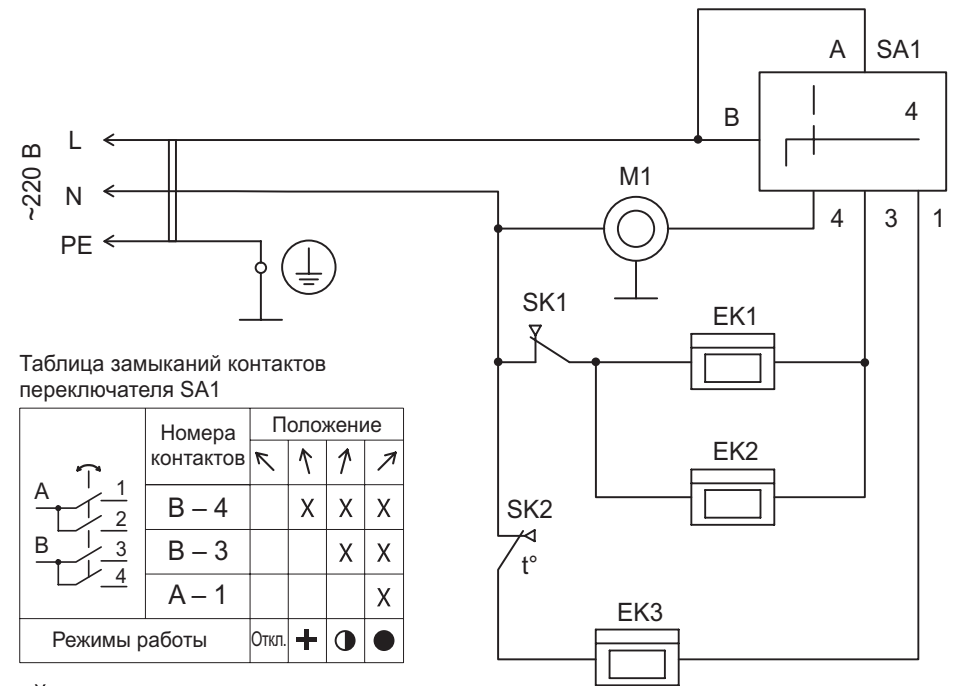 A SA1
B 4
L
~220 В
N
M1
4 3 1
PE
SK1
EK1
Таблица замыканий контактов
переключателя SA1
Номера
контактов
Положение
EK2
A 1
2
B 3
4
B – 4 X X X
B – 3 X X
A – 1 X
SK2
t°
Режимы работы Откл.
EK3